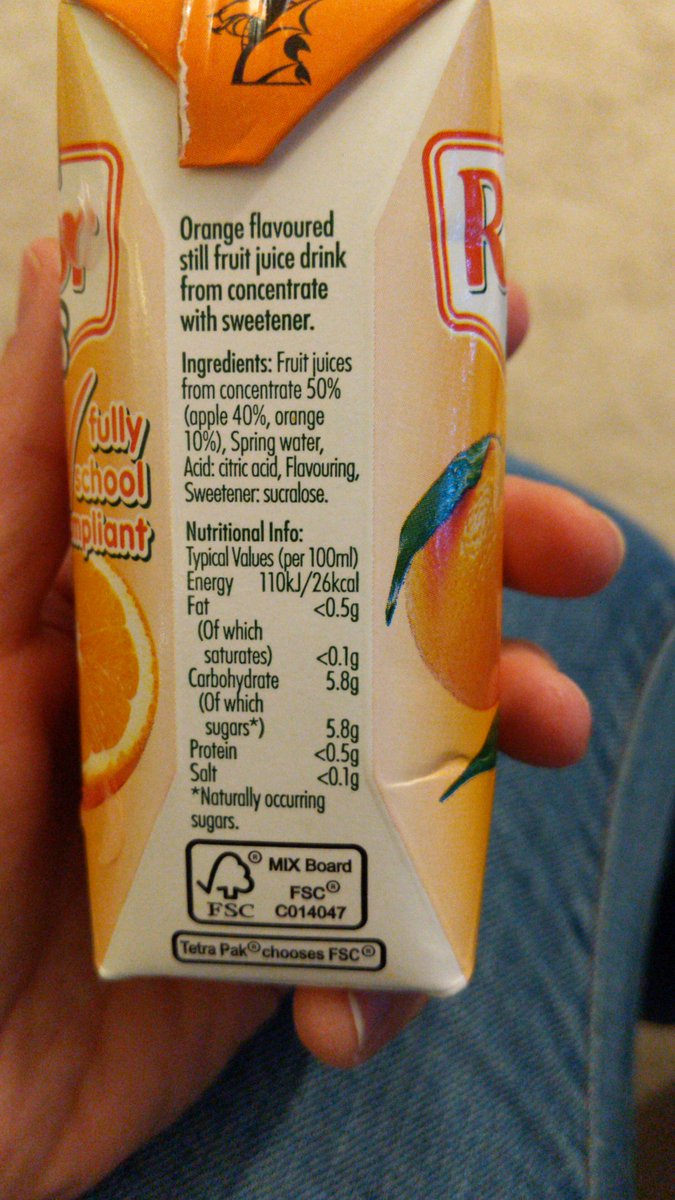 Orange flavoured
still fruit juice drink
from concentrate
with sweetener.
Ingredients: Fruit juices
from concentrate 50%
(apple 40%, orange
10%), Spring water,
Acid: citric acid, Flavouring,
Sweetener: sucralose.
Nutritional Info:
Typical Values (per 100ml)
Energy 110kJ/26kcal
Fat <0.5g
(Of which
saturates) <0.1g
Carbohydrate 5.8g
(Of which
sugars*) 5.8g
Protein <0.5g
Salt <0.1g
*Naturally occurring
sugars.
® MIX Board
FSC®
FSC C014047
Tetra Pak® chooses FSC®
fully
school
mpliant
R